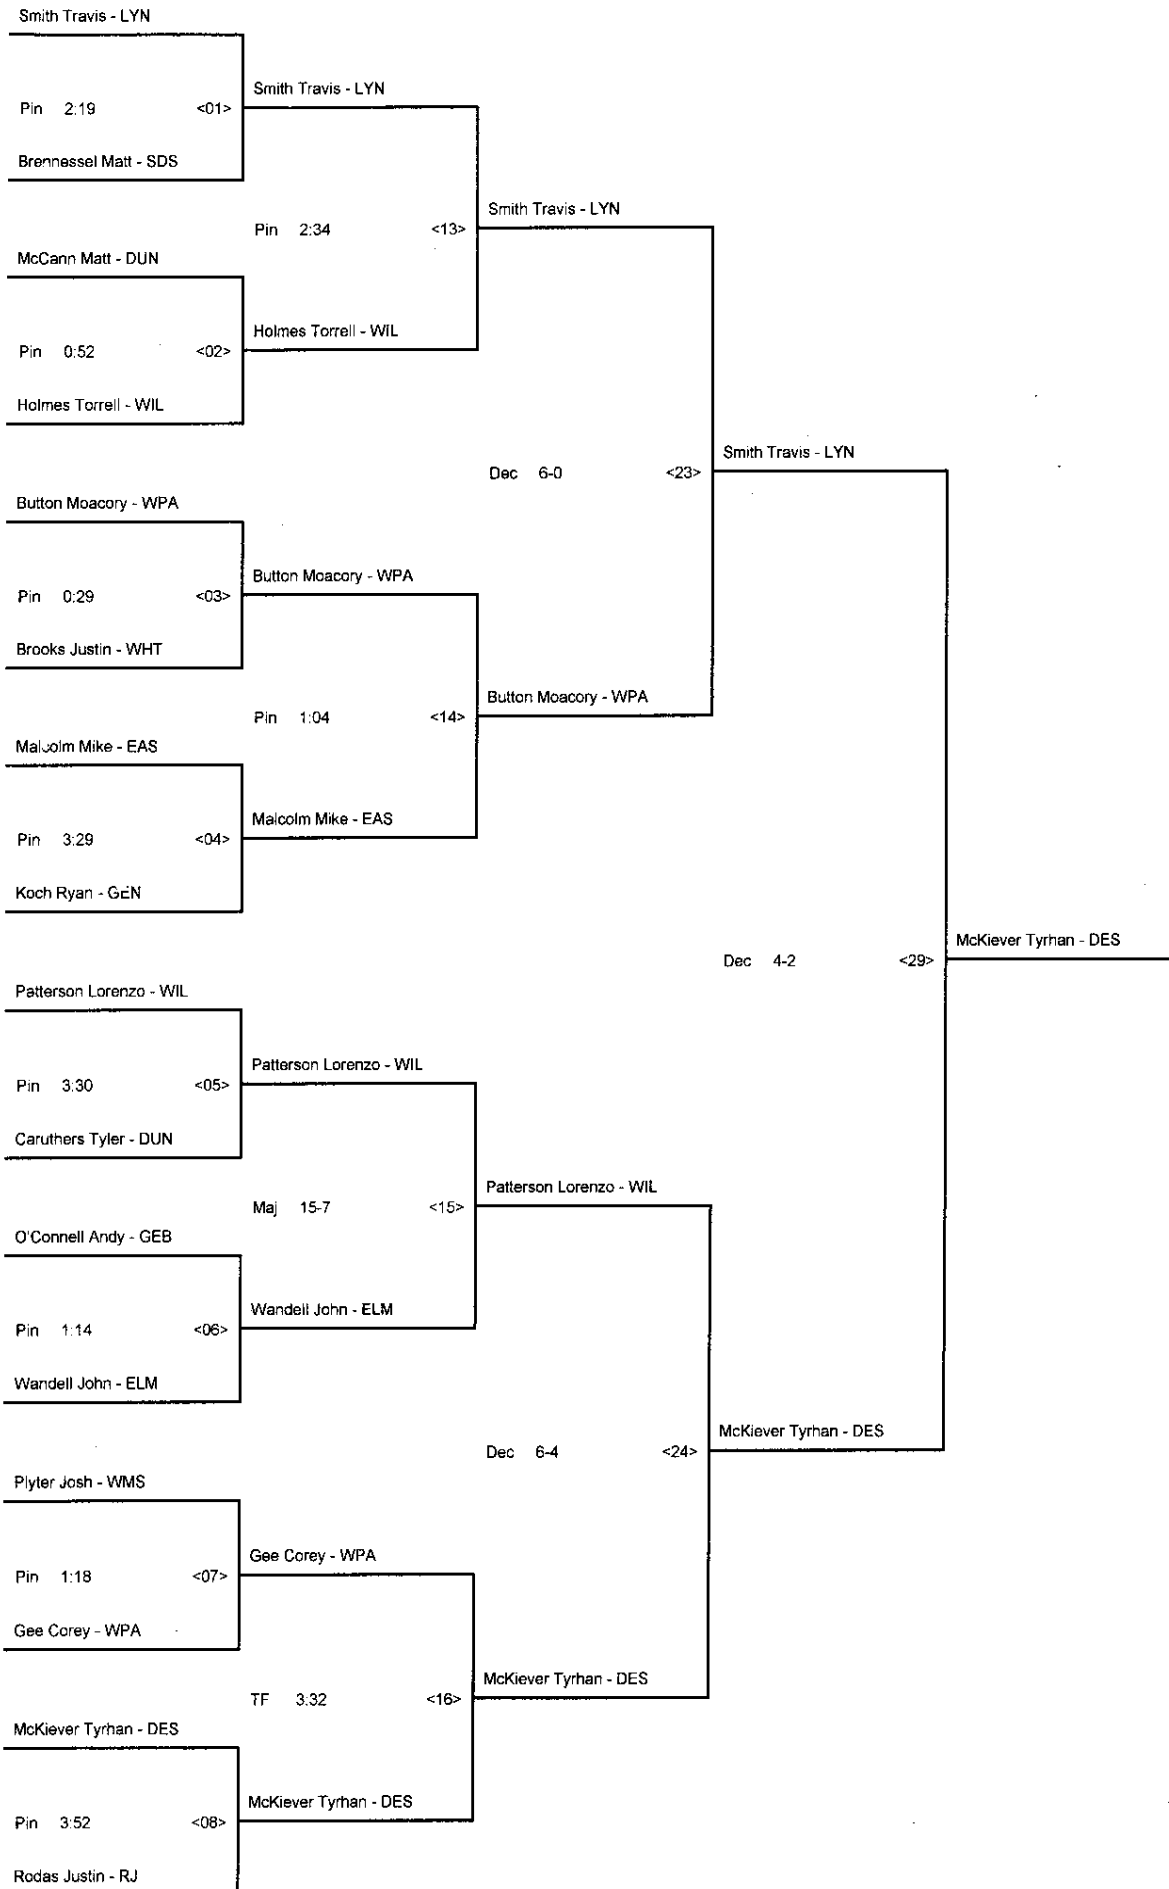 Smith Travis - LYN
Smith Travis - LYN
Pin 2:19 <01>
Brennessel Matt - SDS
Smith Travis - LYN
Pin 2:34 <13>
McCann Matt - DUN
Holmes Torrell - WIL
Pin 0:52 <02>
Holmes Torrell - WIL
Smith Travis - LYN
Dec 6-0 <23>
Button Moacory - WPA
Button Moacory - WPA
Pin 0:29 <03>
Brooks Justin - WHT
Button Moacory - WPA
Pin 1:04 <14>
Malcolm Mike - EAS
Malcolm Mike - EAS
Pin 3:29 <04>
Koch Ryan - GEN
McKiever Tyrhan - DES
Dec 4-2 <29>
Patterson Lorenzo - WIL
Patterson Lorenzo - WIL
Pin 3:30 <05>
Caruthers Tyler - DUN
Patterson Lorenzo - WIL
Maj 15-7 <15>
O'Connell Andy - GEB
Wandell John - ELM
Pin 1:14 <06>
Wandell John - ELM
McKiever Tyrhan - DES
Dec 6-4 <24>
Plyter Josh - WMS
Gee Corey - WPA
Pin 1:18 <07>
Gee Corey - WPA
McKiever Tyrhan - DES
TF 3:32 <16>
McKiever Tyrhan - DES
McKiever Tyrhan - DES
Pin 3:52 <08>
Rodas Justin - RJ